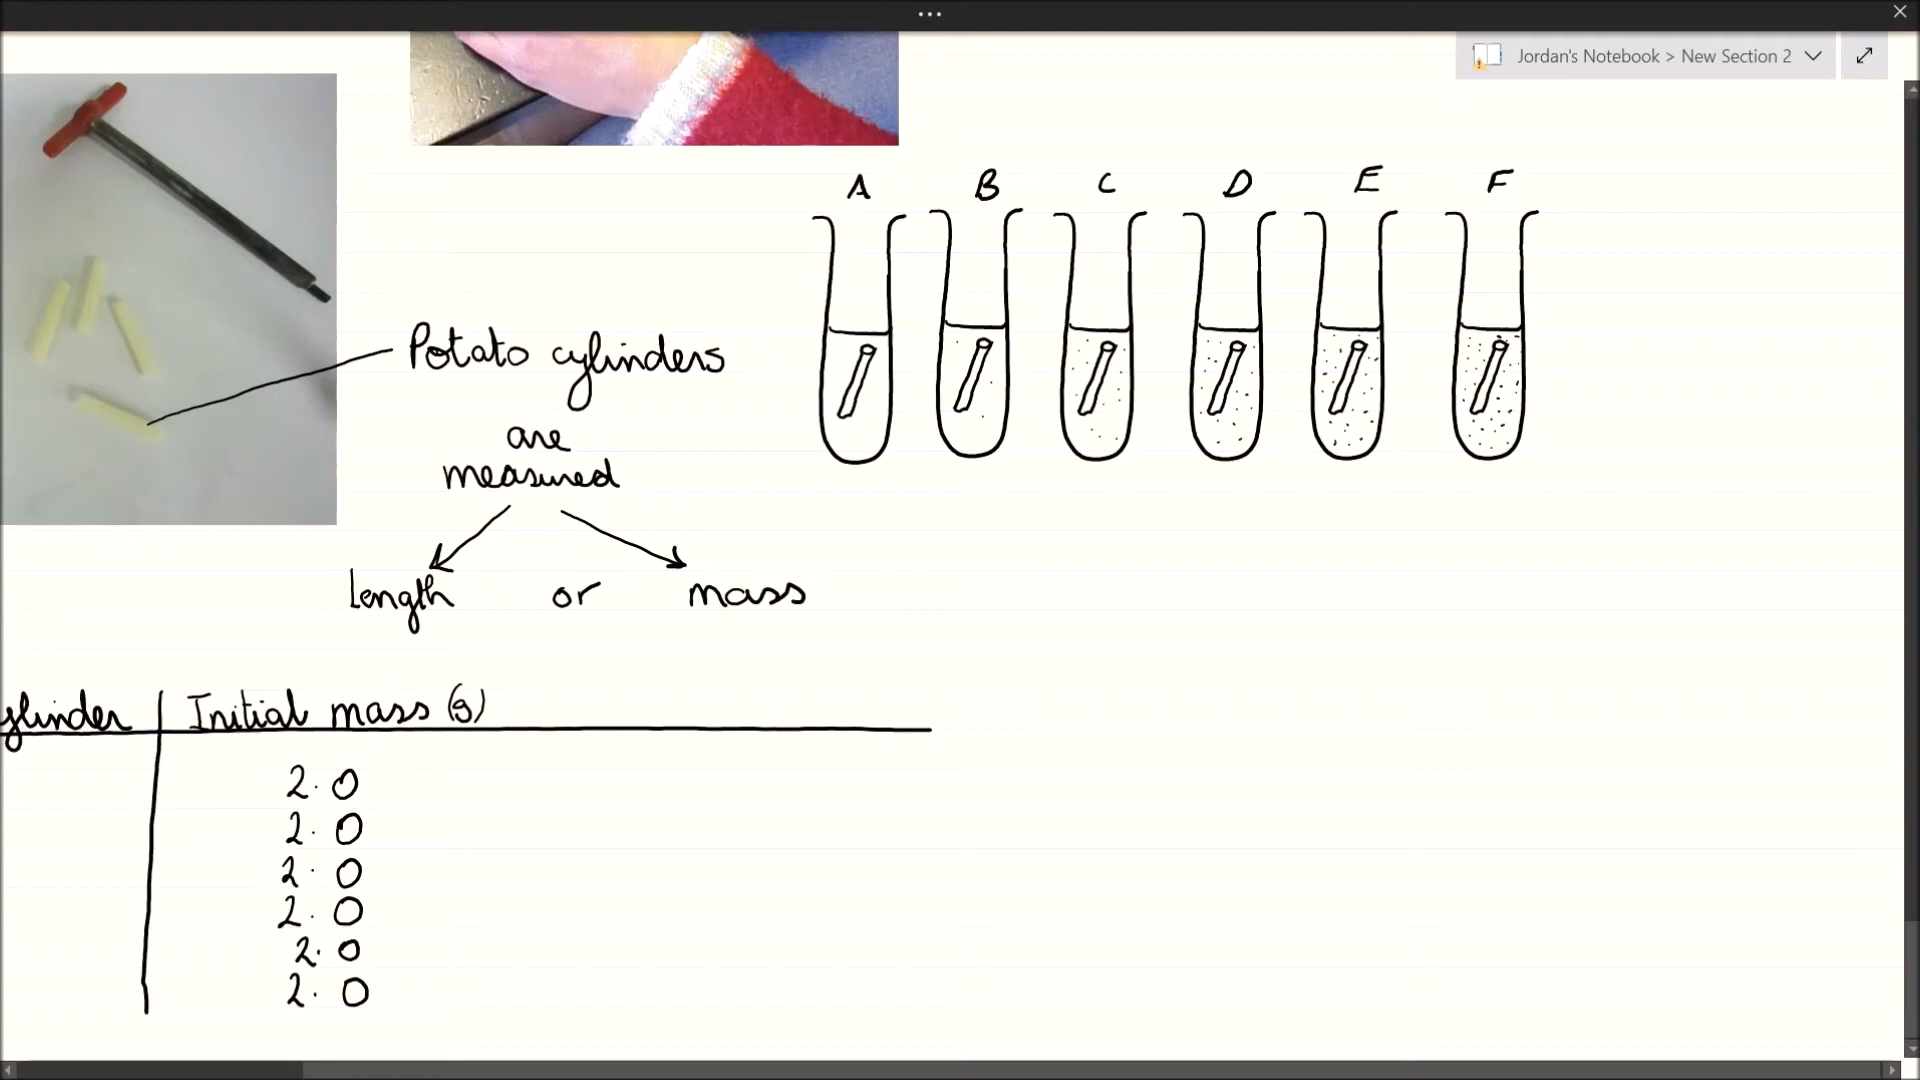 Jordan's Notebook > New Section 2
A B C D E F
Potato cylinders
are
measured
Length or mass
ylinder Initial mass (g)
2.0
2.0
2.0
2.0
2.0
2.0